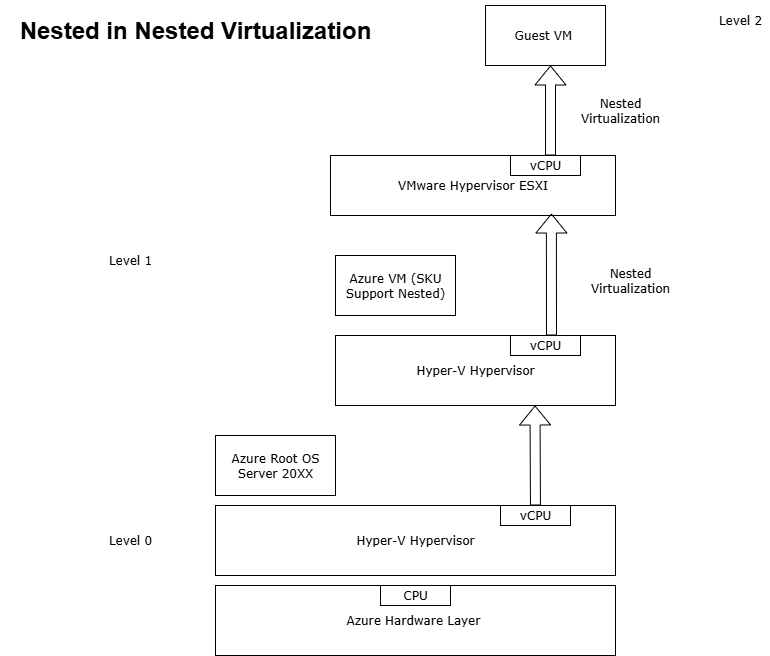 Nested in Nested Virtualization
Guest VM
Level 2
Nested
Virtualization
vCPU
VMware Hypervisor ESXI
Level 1
Azure VM (SKU
Support Nested)
Nested
Virtualization
vCPU
Hyper-V Hypervisor
Azure Root OS
Server 20XX
vCPU
Level 0
Hyper-V Hypervisor
CPU
Azure Hardware Layer